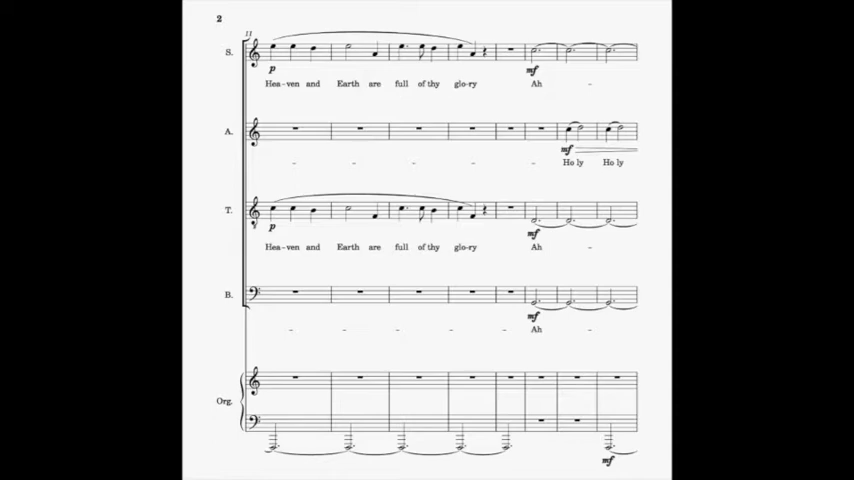 2
11
S.
p
Hea-ven and Earth are full of thy glo-ry
mf
Ah -
A.
mf
- - - - - Ho ly Ho ly
T.
p
Hea-ven and Earth are full of thy glo-ry
mf
Ah -
B.
mf
- - - - - Ah -
Org.
mf